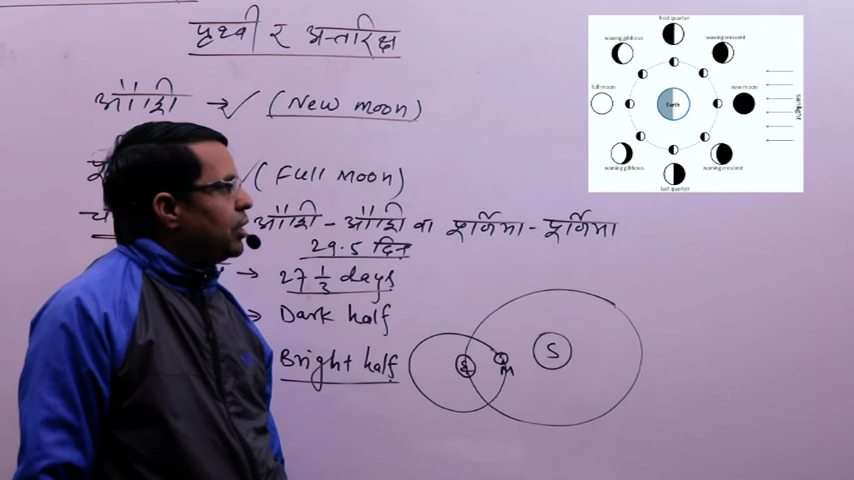 पृथ्वी र अन्तरिक्ष
औंशी → ✓ (New moon)
✓ (Full moon)
औंशी - औंशी वा पूर्णिमा - पूर्णिमा
29.5 दिन
→ 27 1/3 days
→ Dark half
Bright half
E
M
S
first quarter
waxing gibbous
waxing crescent
full moon
Earth
new moon
sunlight
waning gibbous
waning crescent
last quarter